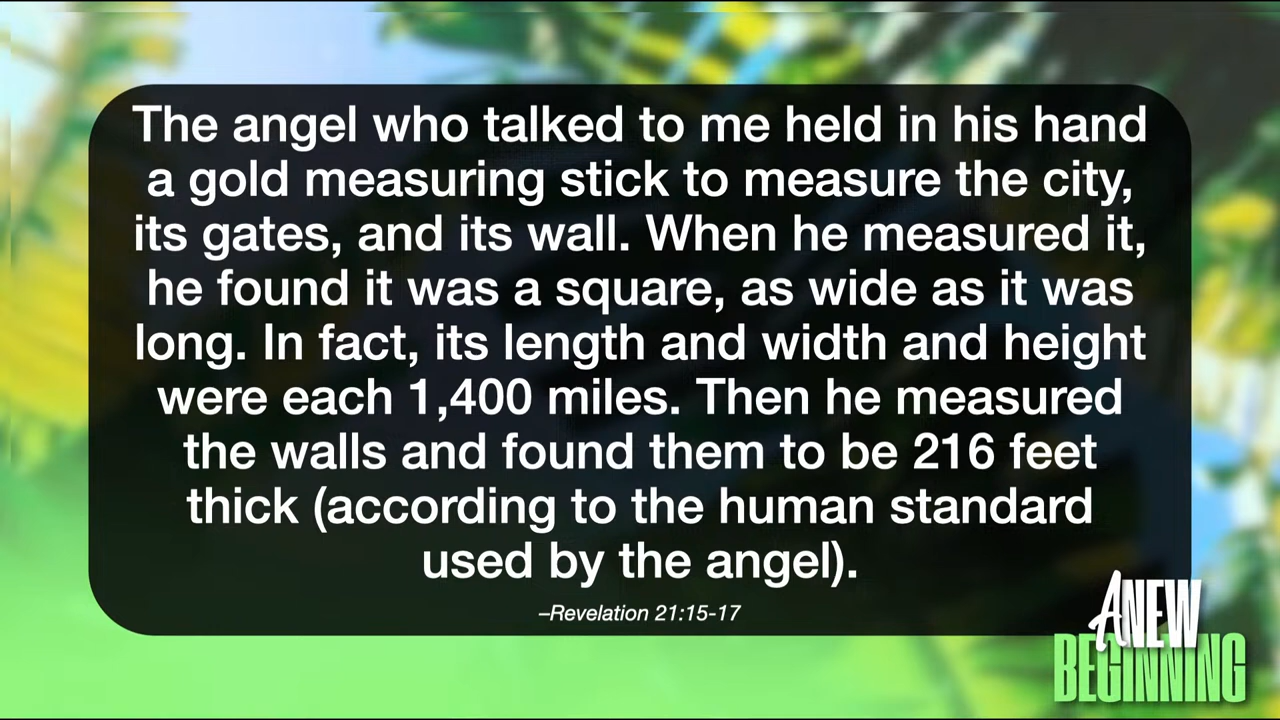 The angel who talked to me held in his hand
a gold measuring stick to measure the city,
its gates, and its wall. When he measured it,
he found it was a square, as wide as it was
long. In fact, its length and width and height
were each 1,400 miles. Then he measured
the walls and found them to be 216 feet
thick (according to the human standard
used by the angel).
–Revelation 21:15-17
A NEW
BEGINNING